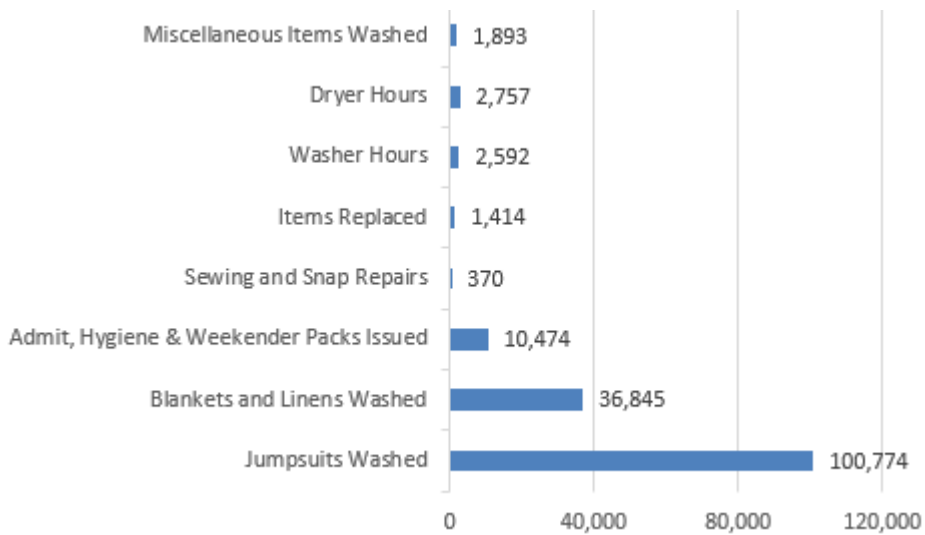 Miscellaneous Items Washed 1,893
Dryer Hours 2,757
Washer Hours 2,592
Items Replaced 1,414
Sewing and Snap Repairs 370
Admit, Hygiene & Weekender Packs Issued 10,474
Blankets and Linens Washed 36,845
Jumpsuits Washed 100,774
0 40,000 80,000 120,000